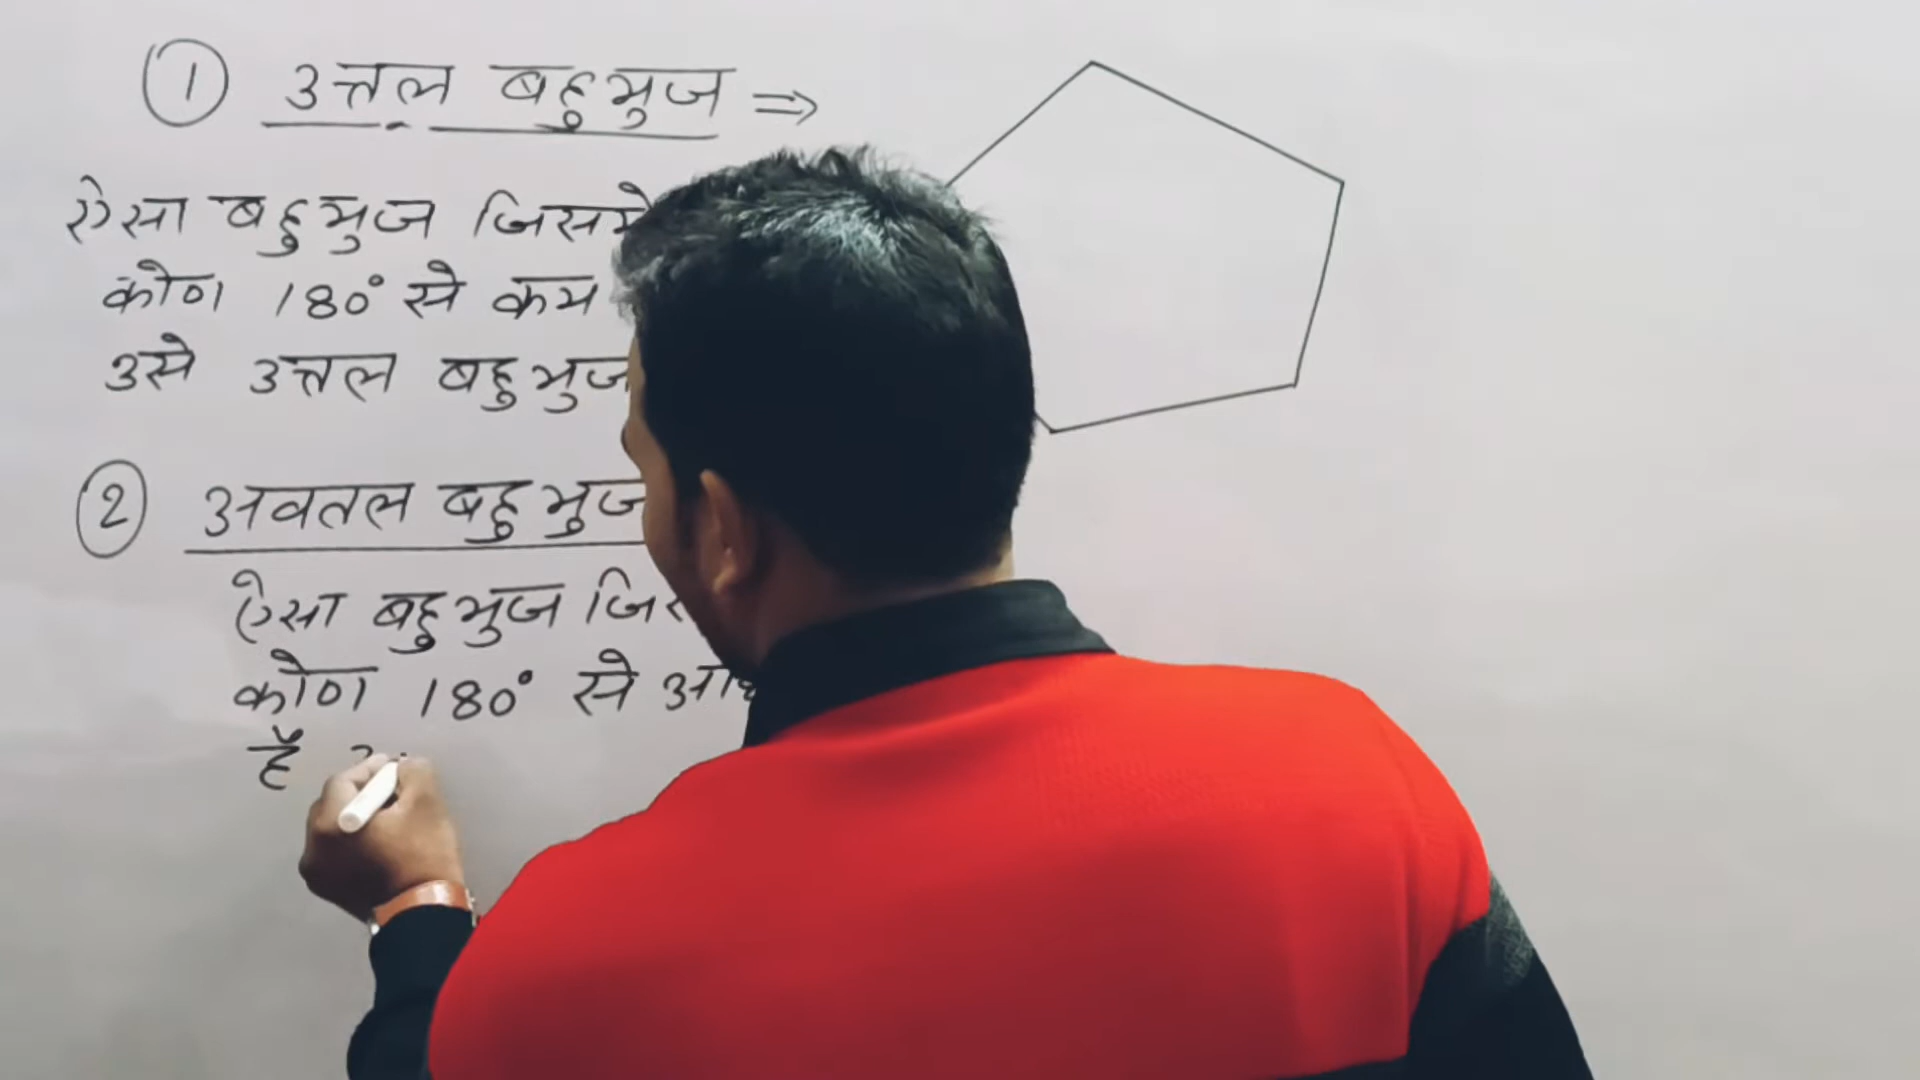 ① उत्तल बहुभुज ⇒
ऐसा बहुभुज जिसमे
कोण 180° से कम
उसे उत्तल बहुभुज
② अवतल बहुभुज
ऐसा बहुभुज
कोण 180° से
है